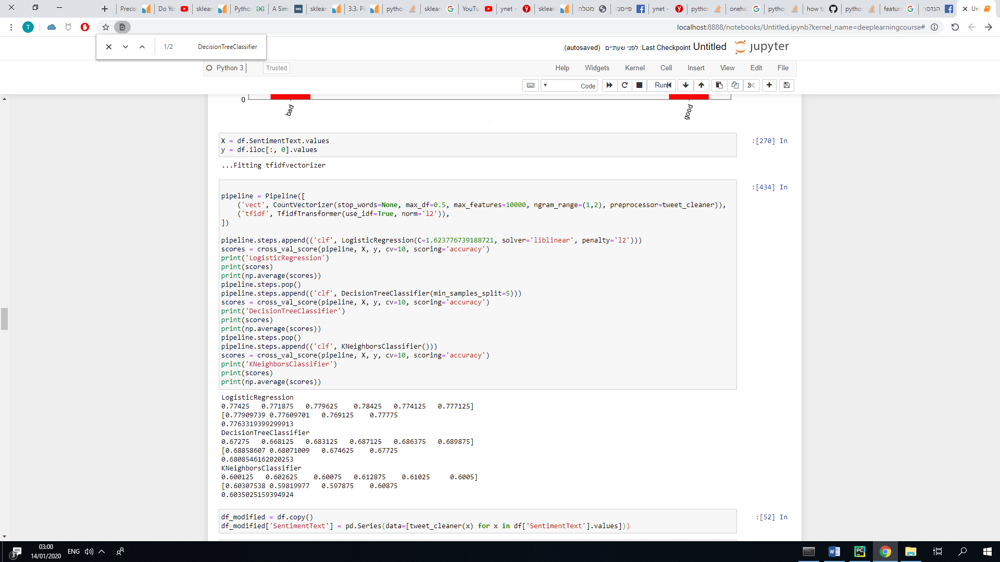 Precis
Do Yo
sklear
Pytho
A Sim
sklear
3.3. Pi
pytho
sklear
YouTu
ynet -
sklear
מטלת
פייסבו
ynet -
pytho
oneho
pytho
how to
pytho
featur
הנדסה
Un
T
localhost:8888/notebooks/Untitled.ipynb?kernel_name=deeplearningcourse#
1/2 DecisionTreeClassifier
jupyter Untitled Last Checkpoint: לפני שעתיים (autosaved)
File Edit View Insert Cell Kernel Widgets Help
Trusted
Python 3
Run
Code
0
bad
good
In [270]:
X = df.SentimentText.values
y = df.iloc[:, 0].values
...Fitting tfidfvectorizer
In [434]:
pipeline = Pipeline([
('vect', CountVectorizer(stop_words=None, max_df=0.5, max_features=10000, ngram_range=(1,2), preprocessor=tweet_cleaner)),
('tfidf', TfidfTransformer(use_idf=True, norm='l2')),
])
pipeline.steps.append(('clf', LogisticRegression(C=1.623776739188721, solver='liblinear', penalty='l2')))
scores = cross_val_score(pipeline, X, y, cv=10, scoring='accuracy')
print('LogisticRegression')
print(scores)
print(np.average(scores))
pipeline.steps.pop()
pipeline.steps.append(('clf', DecisionTreeClassifier(min_samples_split=5)))
scores = cross_val_score(pipeline, X, y, cv=10, scoring='accuracy')
print('DecisionTreeClassifier')
print(scores)
print(np.average(scores))
pipeline.steps.pop()
pipeline.steps.append(('clf', KNeighborsClassifier()))
scores = cross_val_score(pipeline, X, y, cv=10, scoring='accuracy')
print('KNeighborsClassifier')
print(scores)
print(np.average(scores))
LogisticRegression
0.77425 0.771875 0.779625 0.78425 0.774125 0.777125]
[0.77909739 0.77609701 0.769125 0.77775
0.7763319399299913
DecisionTreeClassifier
0.67275 0.668125 0.683125 0.687125 0.686375 0.689875]
[0.68858607 0.68071009 0.674625 0.67725
0.6808546162020253
KNeighborsClassifier
0.600125 0.602625 0.60075 0.612875 0.61025 0.6005]
[0.60307538 0.59819977 0.597875 0.60875
0.6035025159394924
In [52]:
df_modified = df.copy()
df_modified['SentimentText'] = pd.Series(data=[tweet_cleaner(x) for x in df['SentimentText'].values]))
3
03:00
14/01/2020
ENG